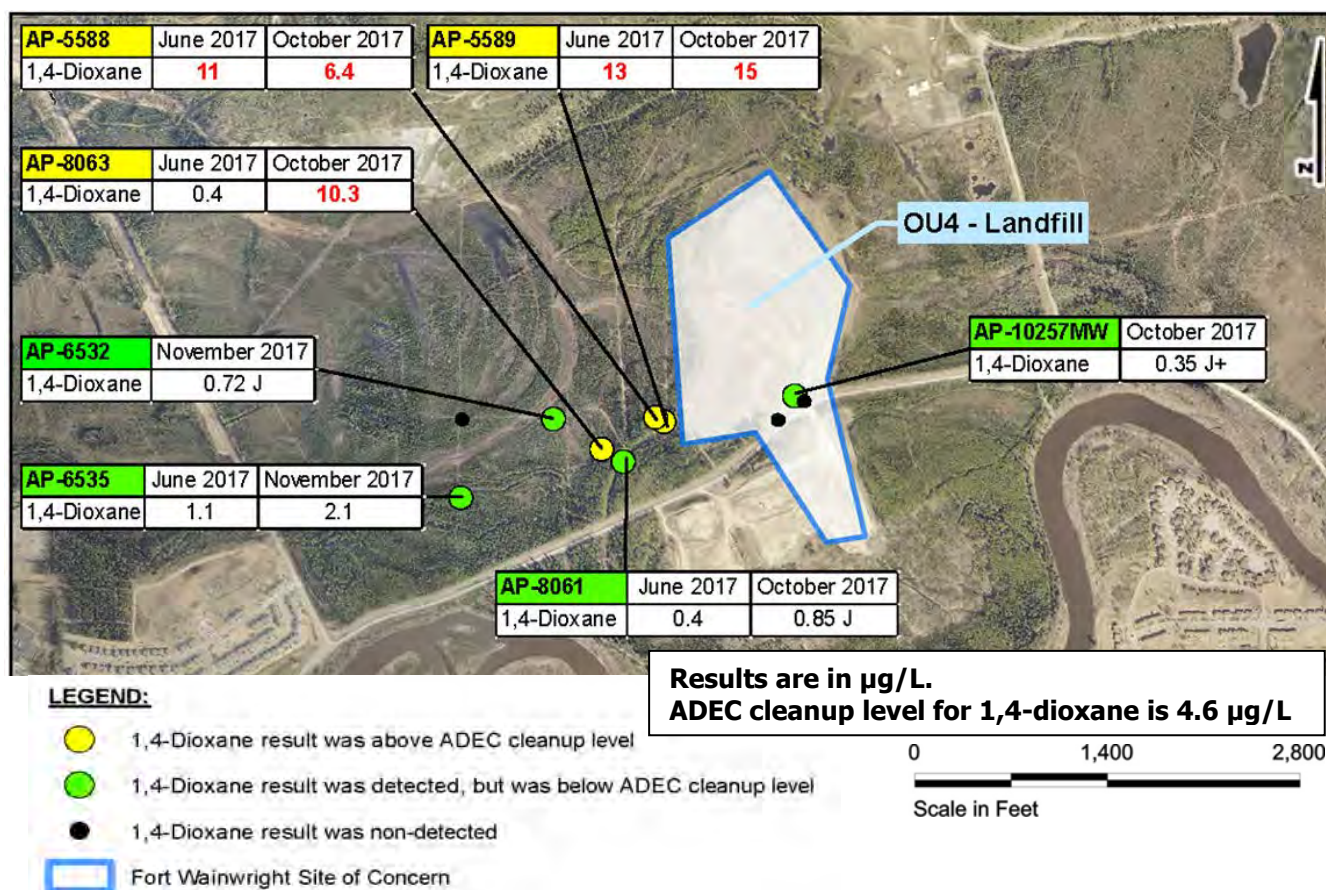 AP-5588 June 2017 October 2017
1,4-Dioxane 11 6.4
AP-5589 June 2017 October 2017
1,4-Dioxane 13 15
AP-8063 June 2017 October 2017
1,4-Dioxane 0.4 10.3
N
OU4 - Landfill
AP-6532 November 2017
1,4-Dioxane 0.72 J
AP-10257MW October 2017
1,4-Dioxane 0.35 J+
AP-6535 June 2017 November 2017
1,4-Dioxane 1.1 2.1
AP-8061 June 2017 October 2017
1,4-Dioxane 0.4 0.85 J
Results are in µg/L.
ADEC cleanup level for 1,4-dioxane is 4.6 µg/L
LEGEND:
1,4-Dioxane result was above ADEC cleanup level
1,4-Dioxane result was detected, but was below ADEC cleanup level
1,4-Dioxane result was non-detected
Fort Wainwright Site of Concern
0 1,400 2,800
Scale in Feet